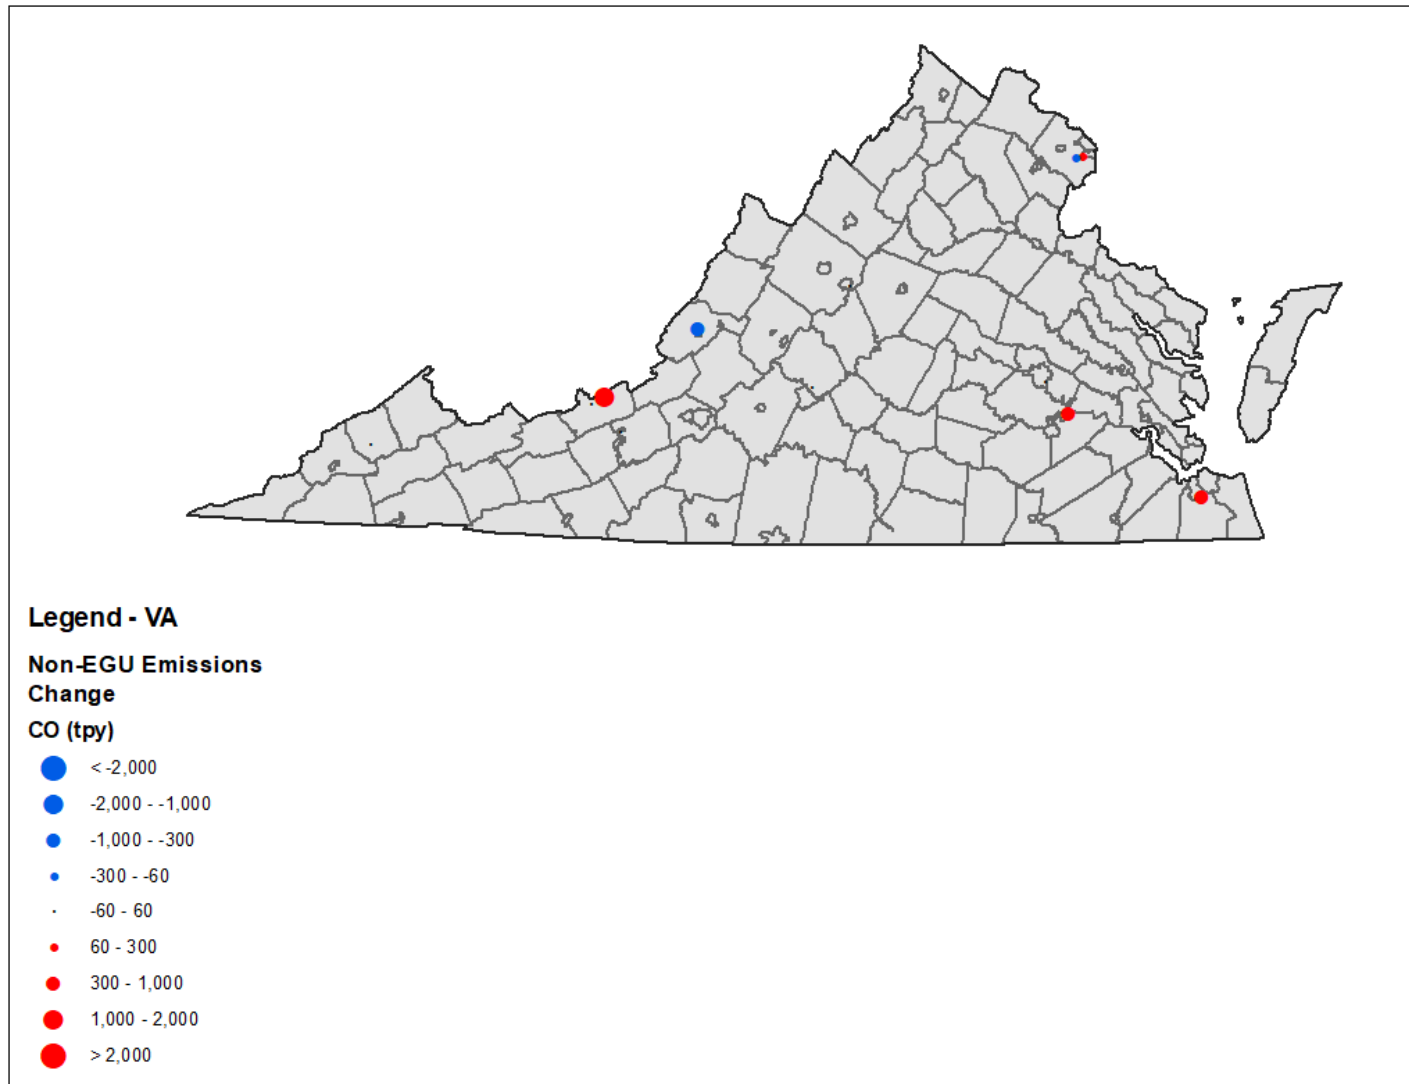 Legend - VA
Non-EGU Emissions
Change
CO (tpy)
< -2,000
-2,000 - -1,000
-1,000 - -300
-300 - -60
-60 - 60
60 - 300
300 - 1,000
1,000 - 2,000
> 2,000